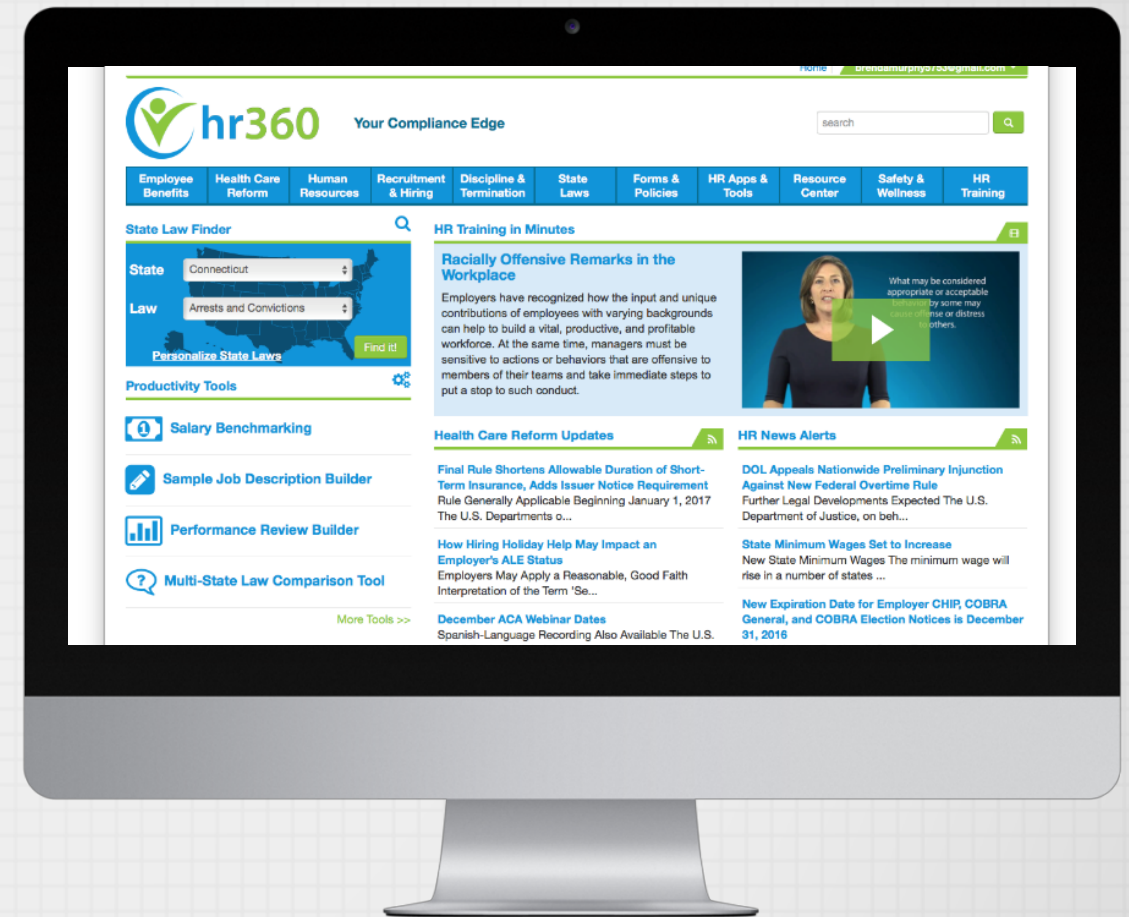 Home
hr360
Your Compliance Edge
search
Employee Benefits
Health Care Reform
Human Resources
Recruitment & Hiring
Discipline & Termination
State Laws
Forms & Policies
HR Apps & Tools
Resource Center
Safety & Wellness
HR Training
State Law Finder
State
Connecticut
Law
Arrests and Convictions
Personalize State Laws
Find it!
Productivity Tools
Salary Benchmarking
Sample Job Description Builder
Performance Review Builder
Multi-State Law Comparison Tool
More Tools >>
HR Training in Minutes
Racially Offensive Remarks in the
Workplace
Employers have recognized how the input and unique
contributions of employees with varying backgrounds
can help to build a vital, productive, and profitable
workforce. At the same time, managers must be
sensitive to actions or behaviors that are offensive to
members of their teams and take immediate steps to
put a stop to such conduct.
What may be considered
appropriate or acceptable
behavior by some may
cause offense or distress
to others.
Health Care Reform Updates
Final Rule Shortens Allowable Duration of Short-
Term Insurance, Adds Issuer Notice Requirement
Rule Generally Applicable Beginning January 1, 2017
The U.S. Departments o...
How Hiring Holiday Help May Impact an
Employer's ALE Status
Employers May Apply a Reasonable, Good Faith
Interpretation of the Term 'Se...
December ACA Webinar Dates
Spanish-Language Recording Also Available The U.S.
HR News Alerts
DOL Appeals Nationwide Preliminary Injunction
Against New Federal Overtime Rule
Further Legal Developments Expected The U.S.
Department of Justice, on beh...
State Minimum Wages Set to Increase
New State Minimum Wages The minimum wage will
rise in a number of states ...
New Expiration Date for Employer CHIP, COBRA
General, and COBRA Election Notices is December
31, 2016